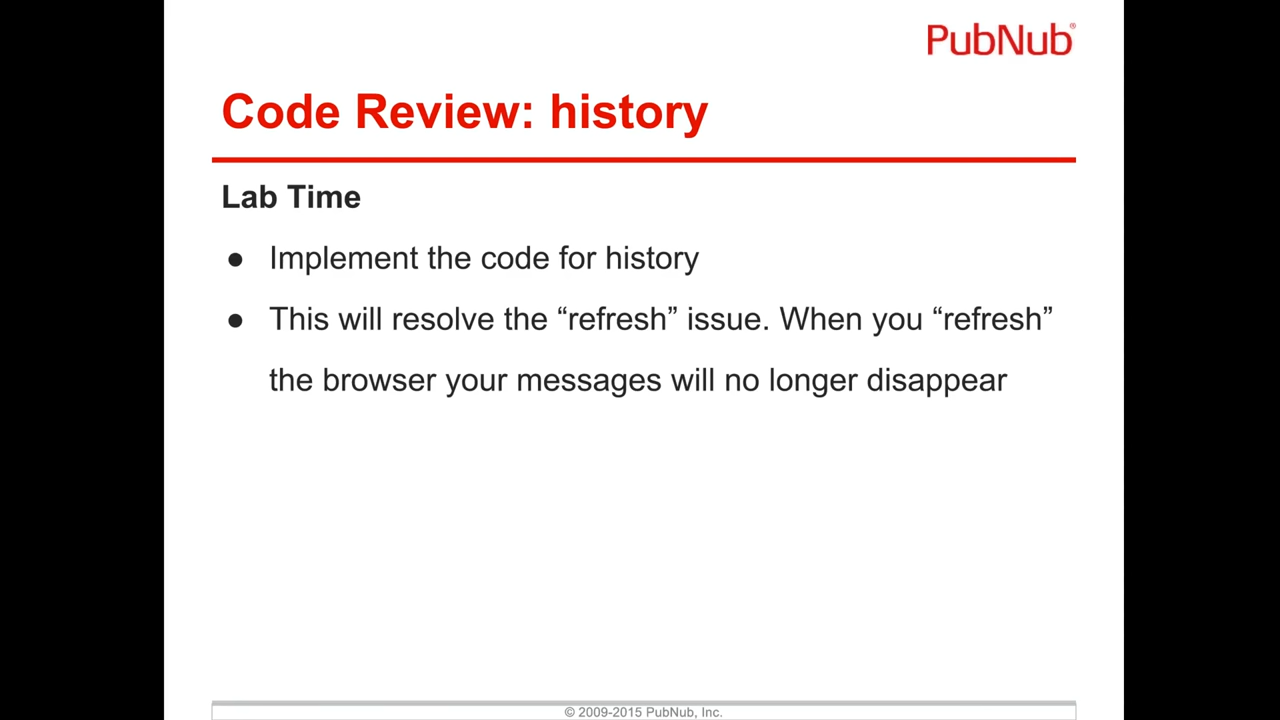 PubNub®
Code Review: history
Lab Time
● Implement the code for history
● This will resolve the “refresh” issue. When you “refresh”
the browser your messages will no longer disappear
© 2009-2015 PubNub, Inc.